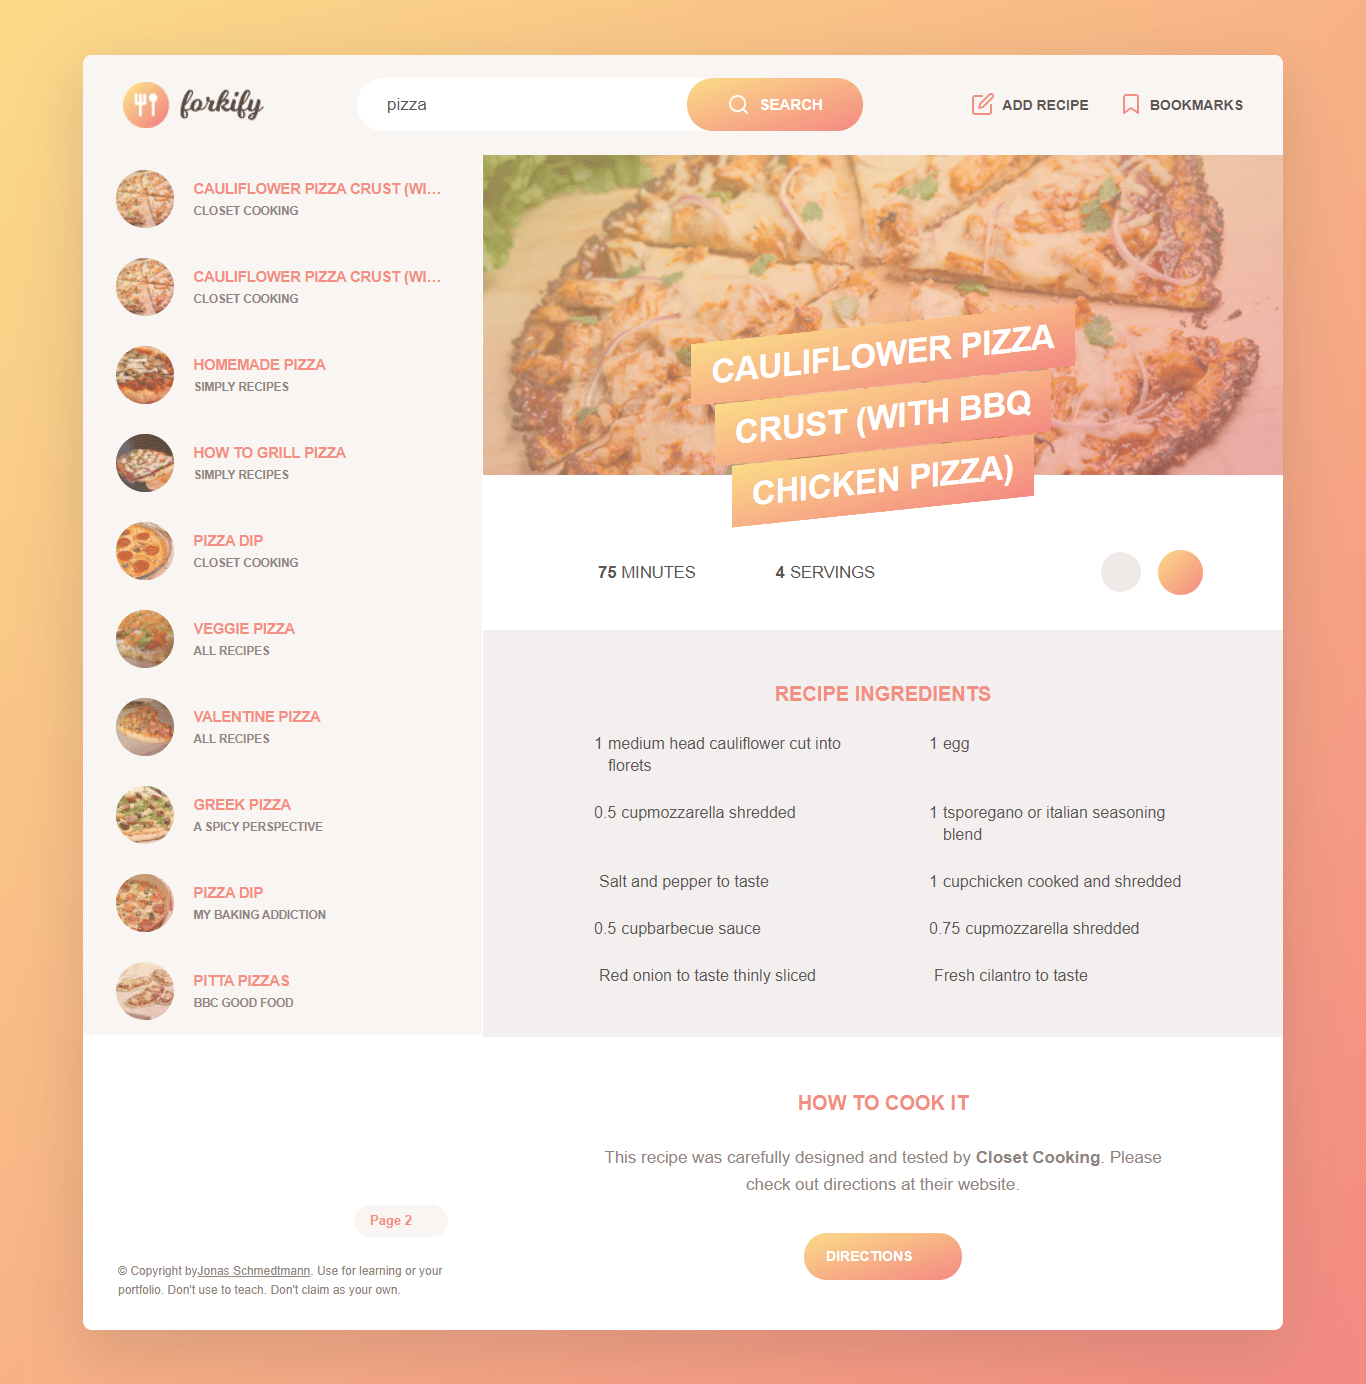 forkify
pizza
SEARCH
ADD RECIPE
BOOKMARKS
CAULIFLOWER PIZZA CRUST (WI...
CLOSET COOKING
CAULIFLOWER PIZZA CRUST (WI...
CLOSET COOKING
HOMEMADE PIZZA
SIMPLY RECIPES
HOW TO GRILL PIZZA
SIMPLY RECIPES
PIZZA DIP
CLOSET COOKING
VEGGIE PIZZA
ALL RECIPES
VALENTINE PIZZA
ALL RECIPES
GREEK PIZZA
A SPICY PERSPECTIVE
PIZZA DIP
MY BAKING ADDICTION
PITTA PIZZAS
BBC GOOD FOOD
Page 2
© Copyright byJonas Schmedtmann. Use for learning or your
portfolio. Don't use to teach. Don't claim as your own.
CAULIFLOWER PIZZA
CRUST (WITH BBQ
CHICKEN PIZZA)
75 MINUTES
4 SERVINGS
RECIPE INGREDIENTS
1 medium head cauliflower cut into
florets
1 egg
0.5 cupmozzarella shredded
1 tsporegano or italian seasoning
blend
Salt and pepper to taste
1 cupchicken cooked and shredded
0.5 cupbarbecue sauce
0.75 cupmozzarella shredded
Red onion to taste thinly sliced
Fresh cilantro to taste
HOW TO COOK IT
This recipe was carefully designed and tested by Closet Cooking. Please
check out directions at their website.
DIRECTIONS